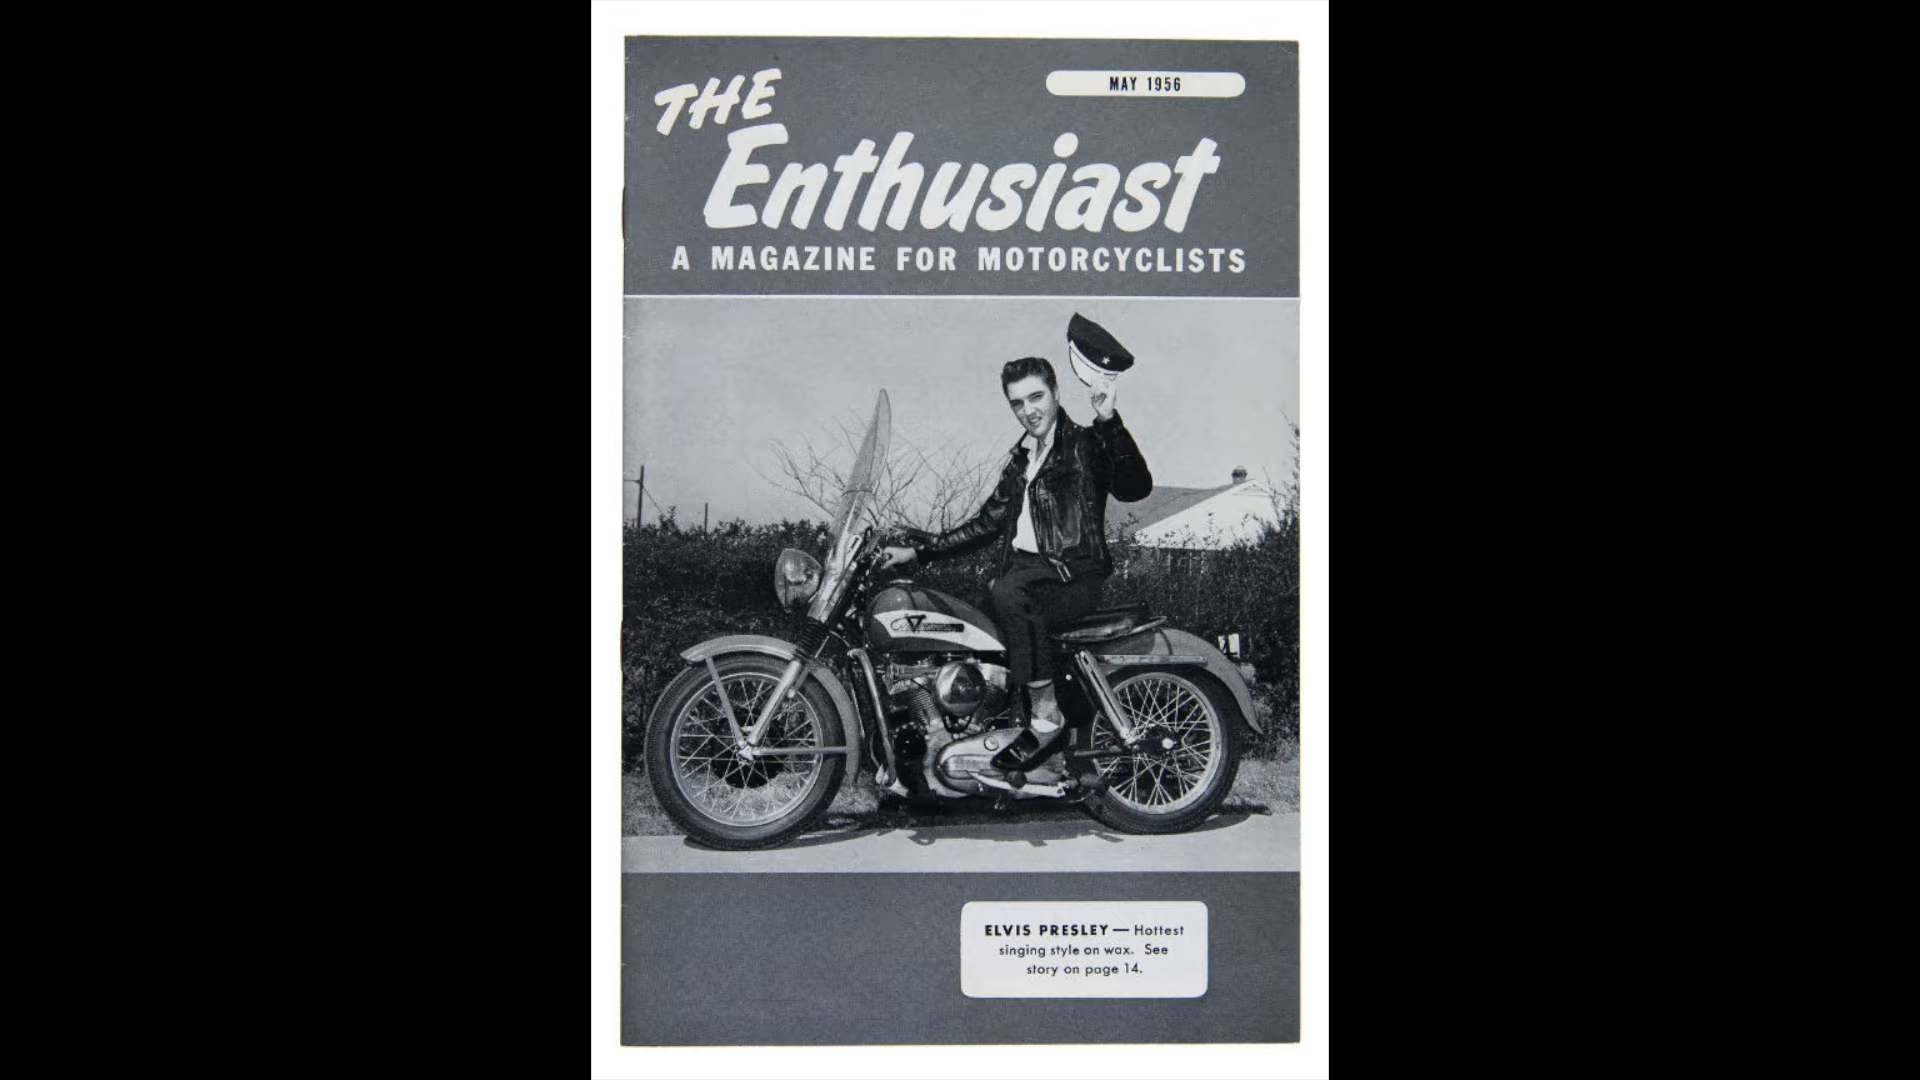 THE
MAY 1956
Enthusiast
A MAGAZINE FOR MOTORCYCLISTS
ELVIS PRESLEY — Hottest
singing style on wax. See
story on page 14.